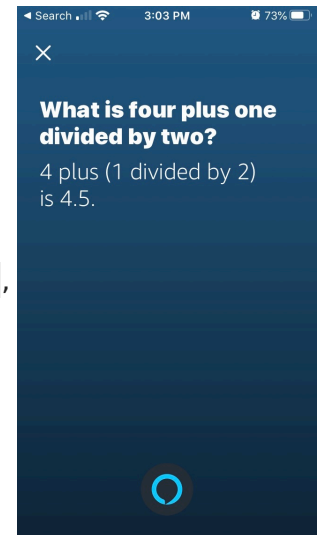 Search
3:03 PM
73%
What is four plus one
divided by two?
4 plus (1 divided by 2)
is 4.5.
,